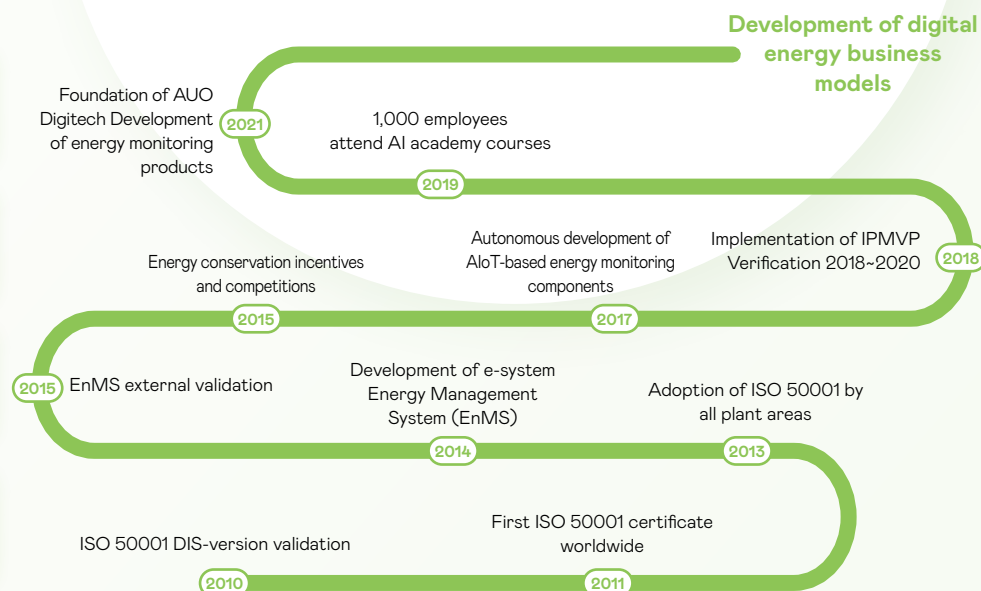 Development of digital
energy business
models
Foundation of AUO
Digitech Development
of energy monitoring
products
2021
1,000 employees
attend AI academy courses
2019
Implementation of IPMVP
Verification 2018~2020
2018
Autonomous development of
AIoT-based energy monitoring
components
2017
Energy conservation incentives
and competitions
2015
2015
EnMS external validation
Development of e-system
Energy Management
System (EnMS)
2014
Adoption of ISO 50001 by
all plant areas
2013
First ISO 50001 certificate
worldwide
2011
ISO 50001 DIS-version validation
2010